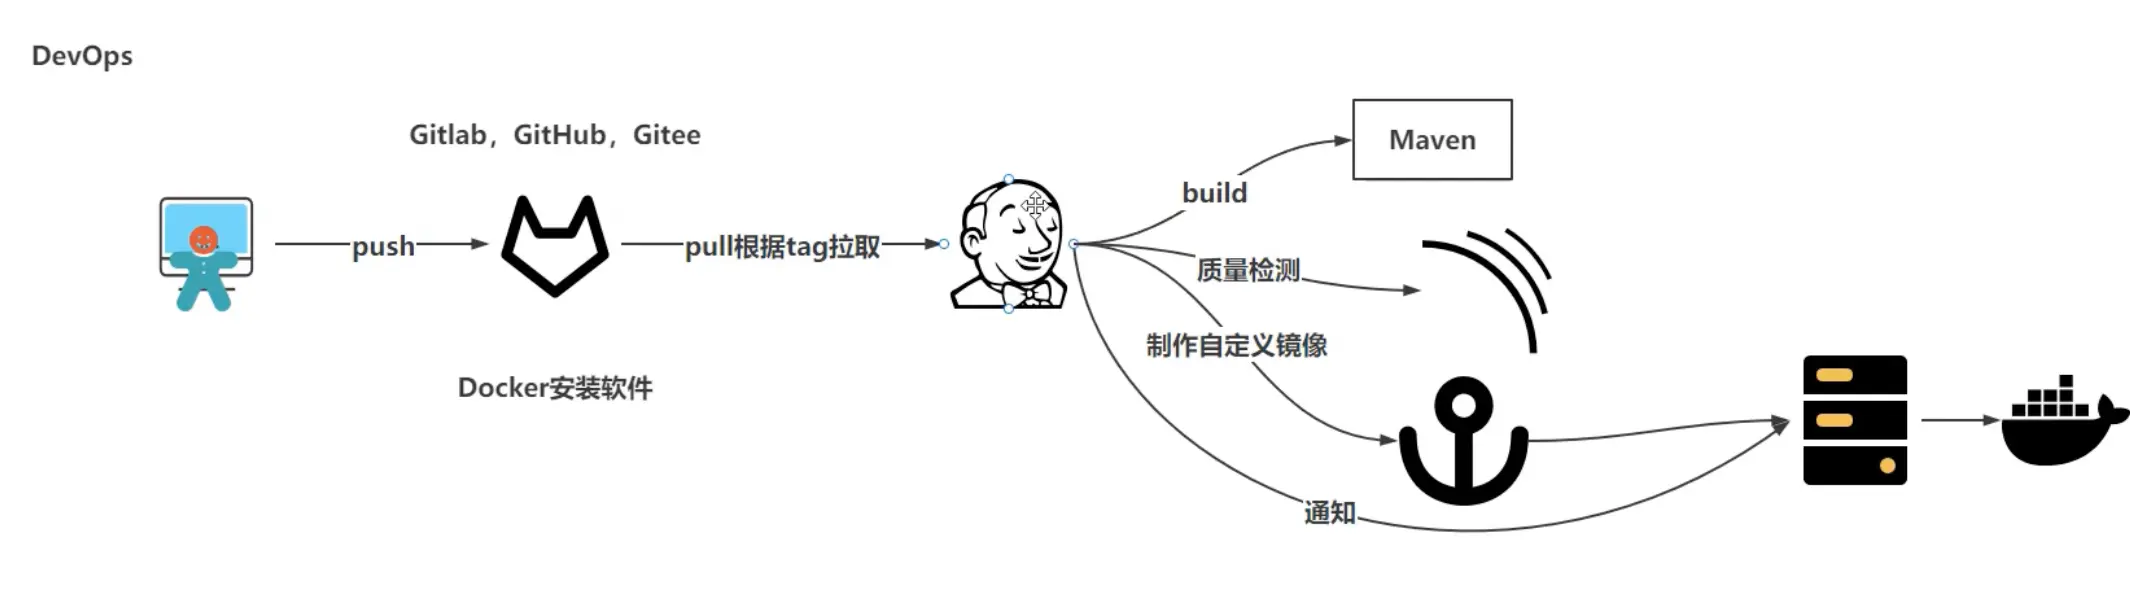 DevOps
Gitlab，GitHub，Gitee
push
pull根据tag拉取
build
Maven
质量检测
制作自定义镜像
Docker安装软件
通知